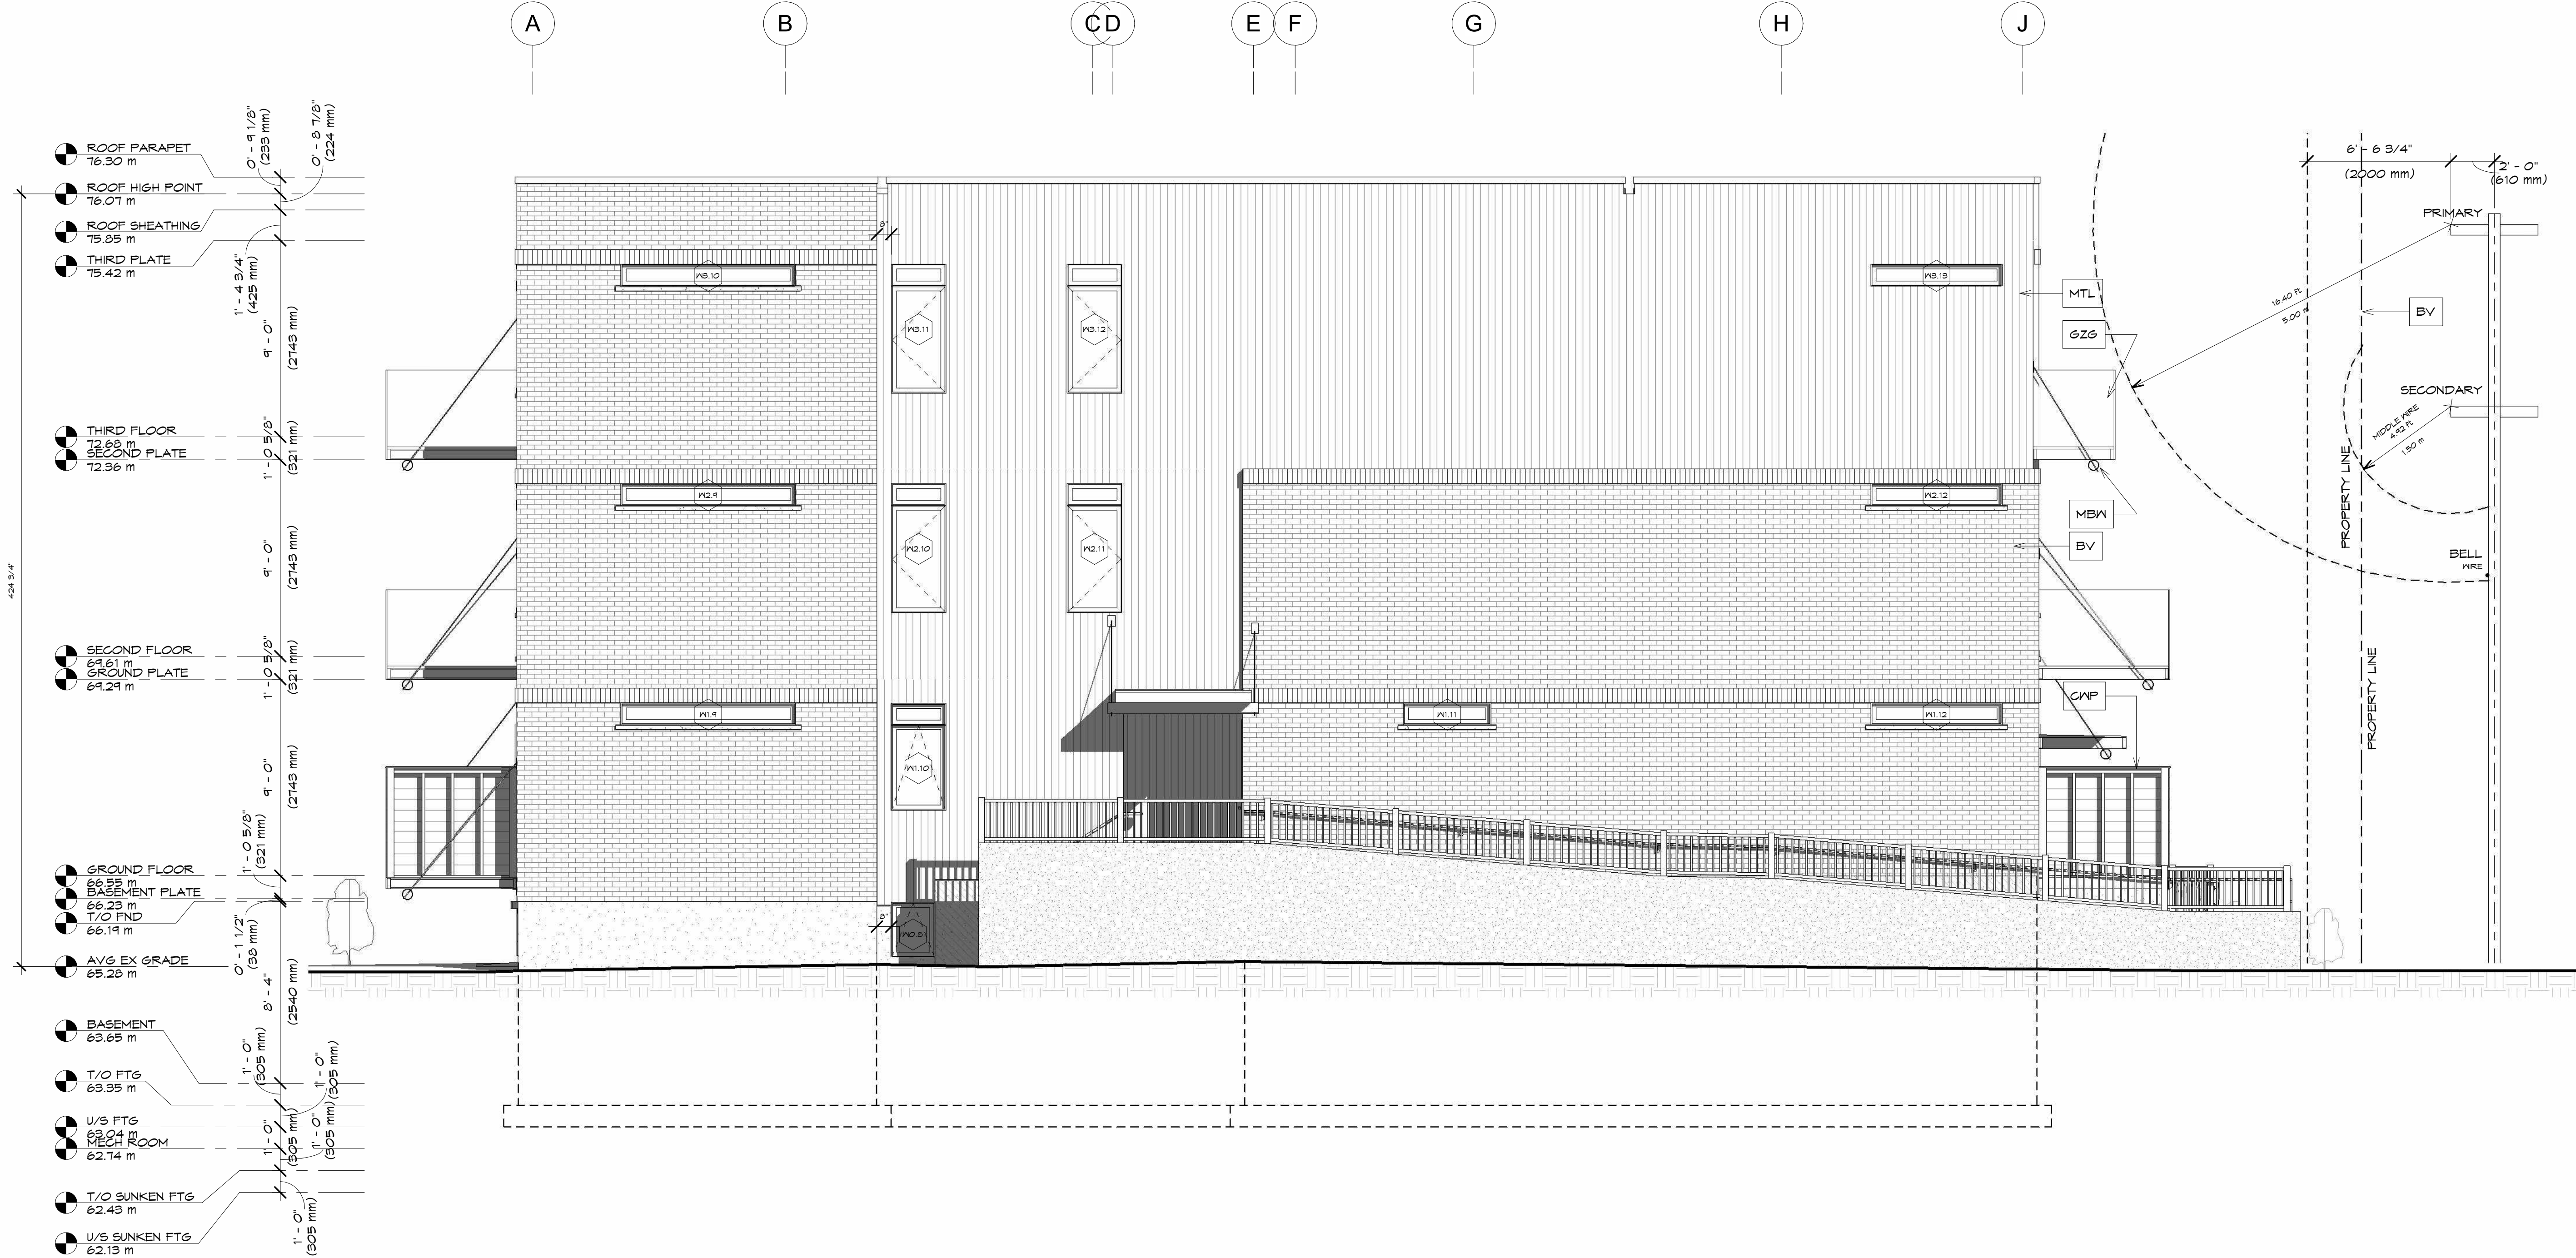 A
B
C
D
E
F
G
H
J
ROOF PARAPET
76.30 m
ROOF HIGH POINT
76.07 m
ROOF SHEATHING
75.85 m
THIRD PLATE
75.42 m
THIRD FLOOR
72.68 m
SECOND PLATE
72.36 m
SECOND FLOOR
69.61 m
GROUND PLATE
69.29 m
GROUND FLOOR
66.55 m
BASEMENT PLATE
66.23 m
T/O FND
66.19 m
AVG EX GRADE
65.28 m
BASEMENT
63.65 m
T/O FTG
63.35 m
U/S FTG
63.04 m
MECH ROOM
62.74 m
T/O SUNKEN FTG
62.43 m
U/S SUNKEN FTG
62.13 m
424 3/4"
0' - 9 1/8"
(233 mm)
0' - 8 7/8"
(224 mm)
1' - 4 3/4"
(425 mm)
9' - 0"
(2743 mm)
1' - 0 5/8"
(321 mm)
9' - 0"
(2743 mm)
1' - 0 5/8"
(321 mm)
9' - 0"
(2743 mm)
1' - 0 5/8"
(321 mm)
0' - 1 1/2"
(38 mm)
8' - 4"
(2540 mm)
1' - 0"
(305 mm)
1' - 0"
(305 mm)
1' - 0"
(305 mm)
1' - 0"
(305 mm)
1' - 0"
(305 mm)
8"
W3.10
W3.11
W3.12
W3.13
W2.9
W2.10
W2.11
W2.12
W1.9
W1.10
W1.11
W1.12
8"
W0.8
MTL
GZG
MBW
BV
CWP
6' - 6 3/4"
(2000 mm)
2' - 0"
(610 mm)
PRIMARY
16.40 ft
5.00 m
BV
SECONDARY
MIDDLE WIRE
4.92 ft
1.50 m
PROPERTY LINE
BELL
WIRE
PROPERTY LINE